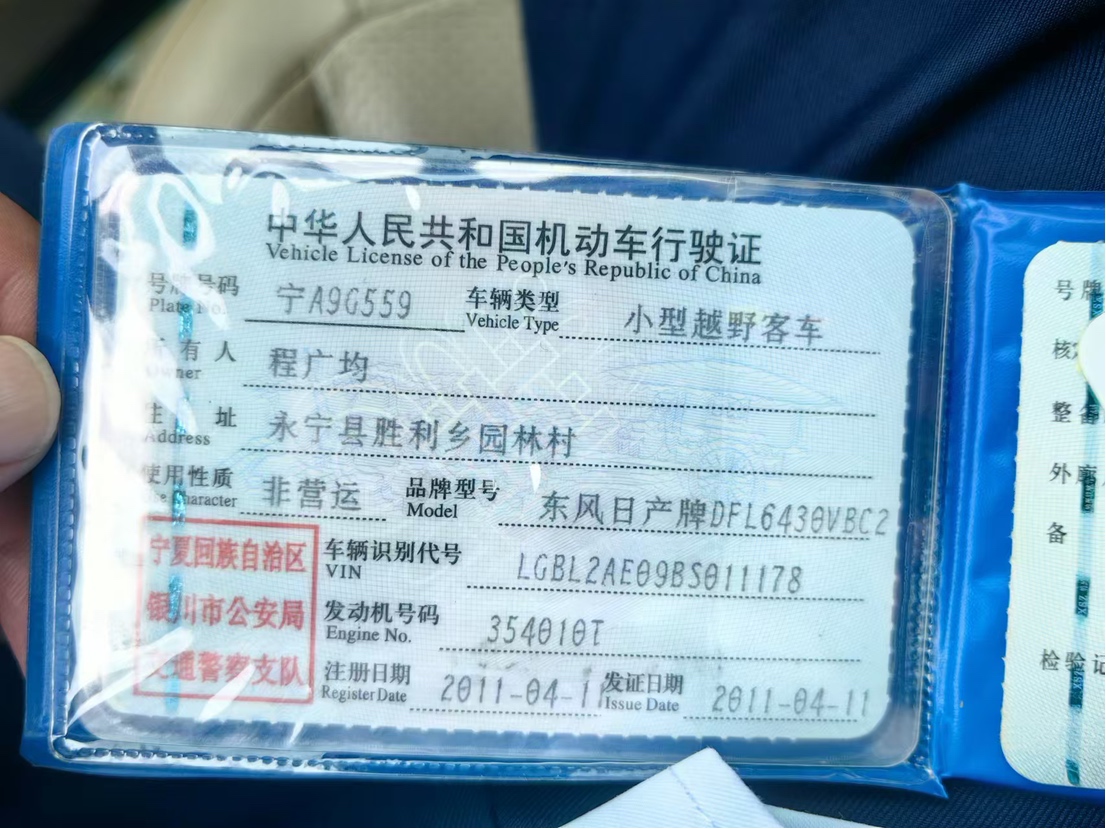 中华人民共和国机动车行驶证
Vehicle License of the People's Republic of China
号牌号码 宁A9G559 车辆类型 小型越野客车
Plate No. Vehicle Type
所有人 程广均
Owner
住址 永宁县胜利乡园林村
Address
使用性质 非营运 品牌型号 东风日产牌DFL6430VBC2
Use Character Model
宁夏回族自治区
银川市公安局
交通警察支队
车辆识别代号 LGBL2AE09BS011178
VIN
发动机号码 354010T
Engine No.
注册日期 2011-04-11 发证日期 2011-04-11
Register Date Issue Date
号牌
核定
整备
外廓
备
检验记